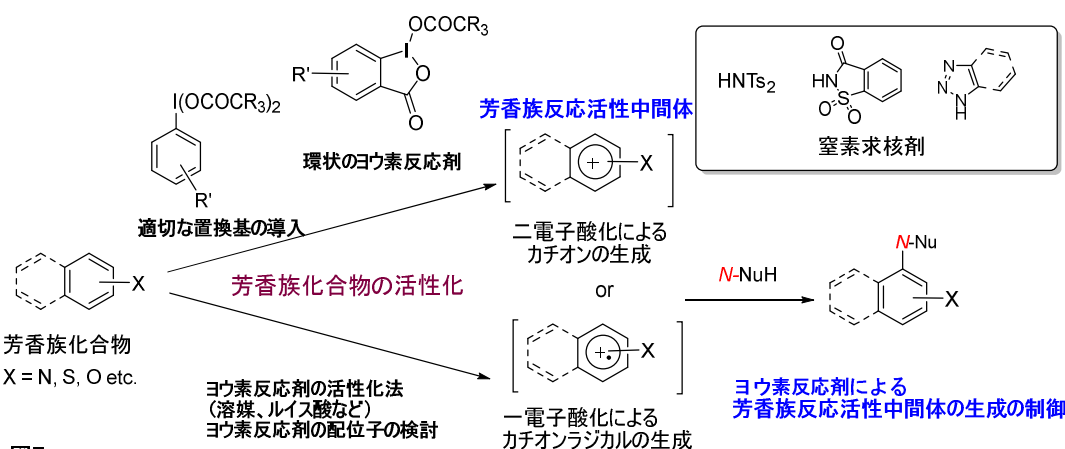 OCOCR3
I
O
R'
O
I(OCOCR3)2
R'
環状のヨウ素反応剤
適切な置換基の導入
X
芳香族化合物
X = N, S, O etc.
芳香族化合物の活性化
ヨウ素反応剤の活性化法
（溶媒、ルイス酸など）
ヨウ素反応剤の配位子の検討
芳香族反応活性中間体
+
X
二電子酸化による
カチオンの生成
or
+•
X
一電子酸化による
カチオンラジカルの生成
HNTs2
O
HN
S
O
O
N
N
N
H
窒素求核剤
N-NuH
N-Nu
X
ヨウ素反応剤による
芳香族反応活性中間体の生成の制御